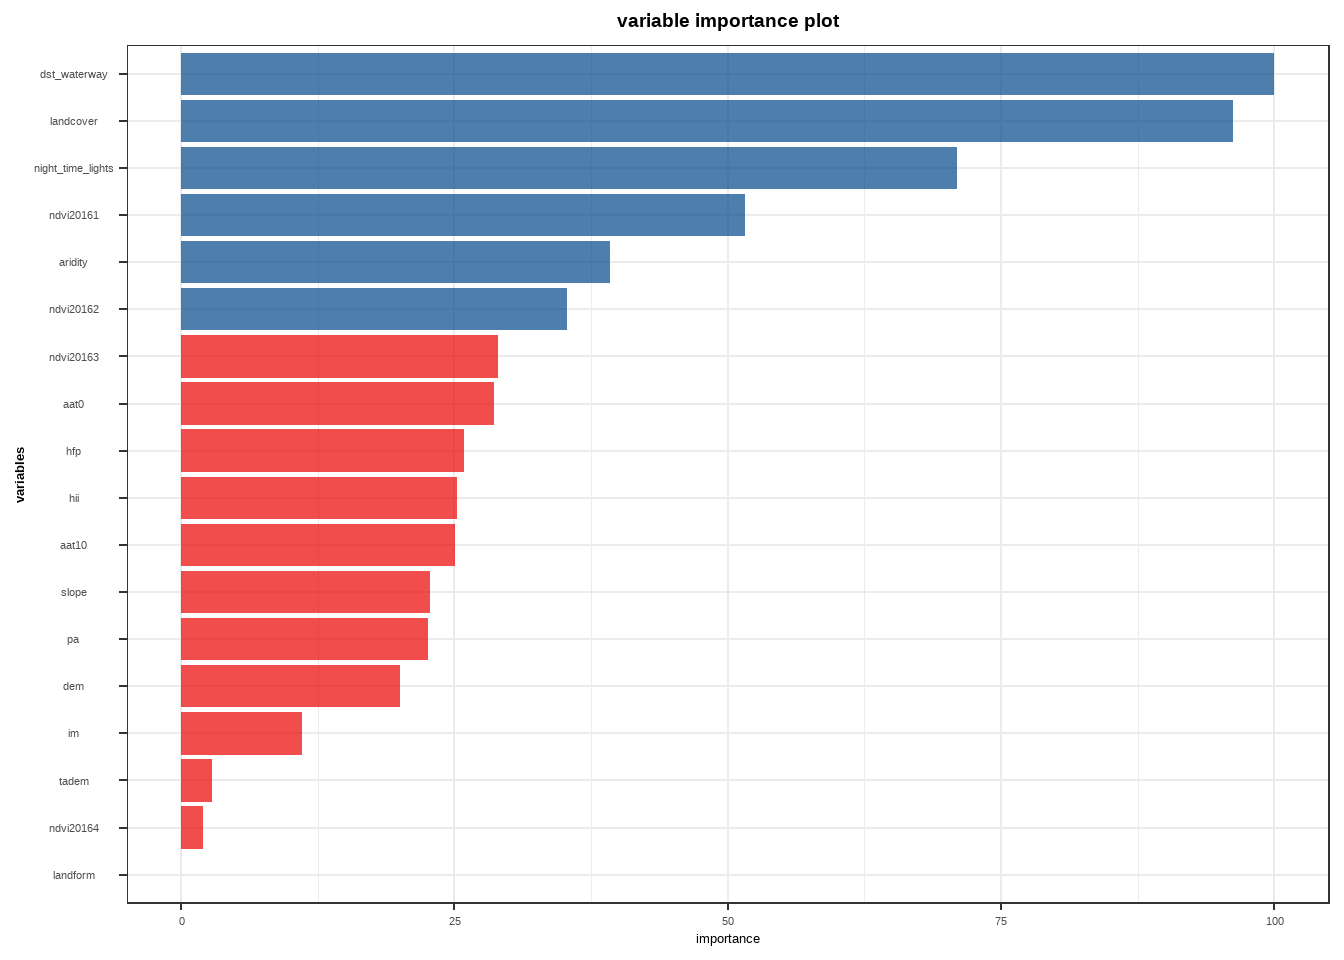 variable importance plot
dst_waterway
landcover
night_time_lights
ndvi20161
aridity
ndvi20162
ndvi20163
aat0
hfp
hii
aat10
slope
pa
dem
im
tadem
ndvi20164
landform
variables
0 25 50 75 100
importance